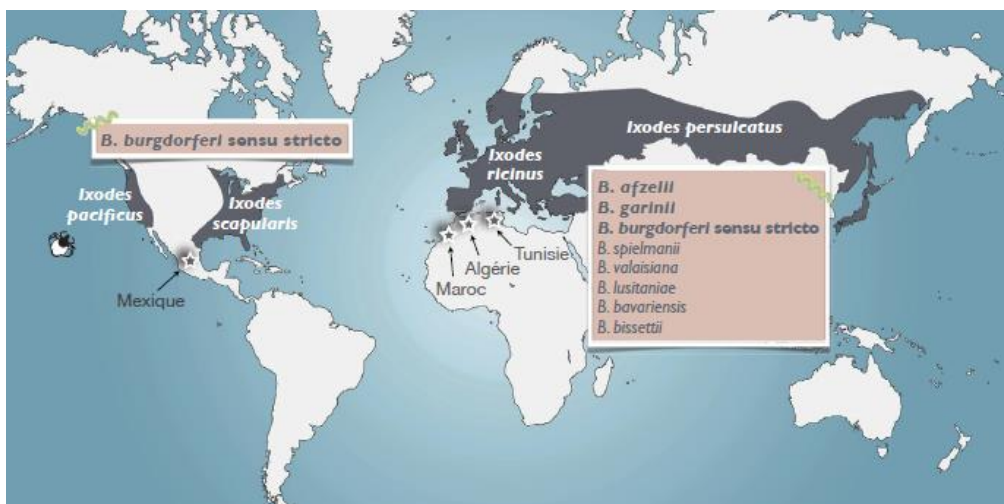 B. burgdorferi sensu stricto
Ixodes
pacificus
Ixodes
scapularis
Mexique
Ixodes
ricinus
Ixodes persulcatus
Tunisie
Algérie
Maroc
B. afzelii
B. garinii
B. burgdorferi sensu stricto
B. spielmanii
B. valaisiana
B. lusitaniae
B. bavariensis
B. bissettii